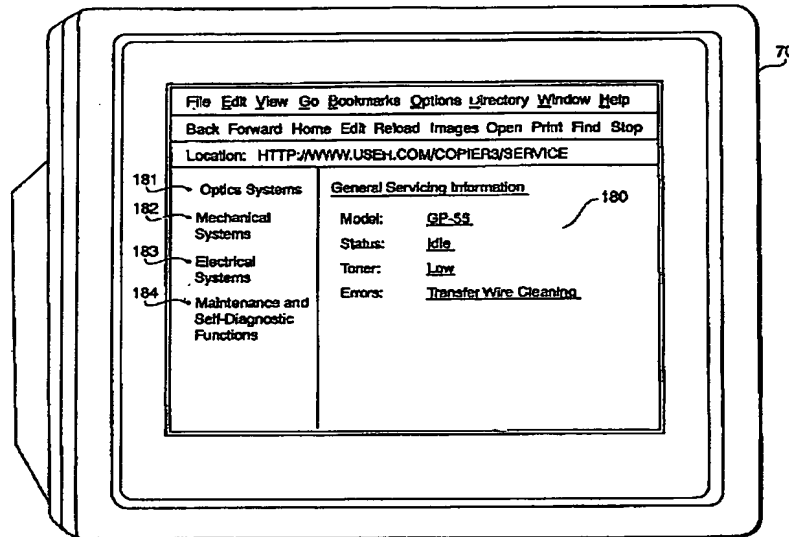 File Edit View Go Bookmarks Options Directory Window Help
Back Forward Home Edit Reload Images Open Print Find Stop
Location: HTTP://WWW.USEH.COM/COPIER3/SERVICE
181
• Optics Systems
182
• Mechanical
Systems
183
• Electrical
Systems
184
• Maintenance and
Self-Diagnostic
Functions
General Servicing Information
180
Model: GP-55
Status: Idle
Toner: Low
Errors: Transfer Wire Cleaning